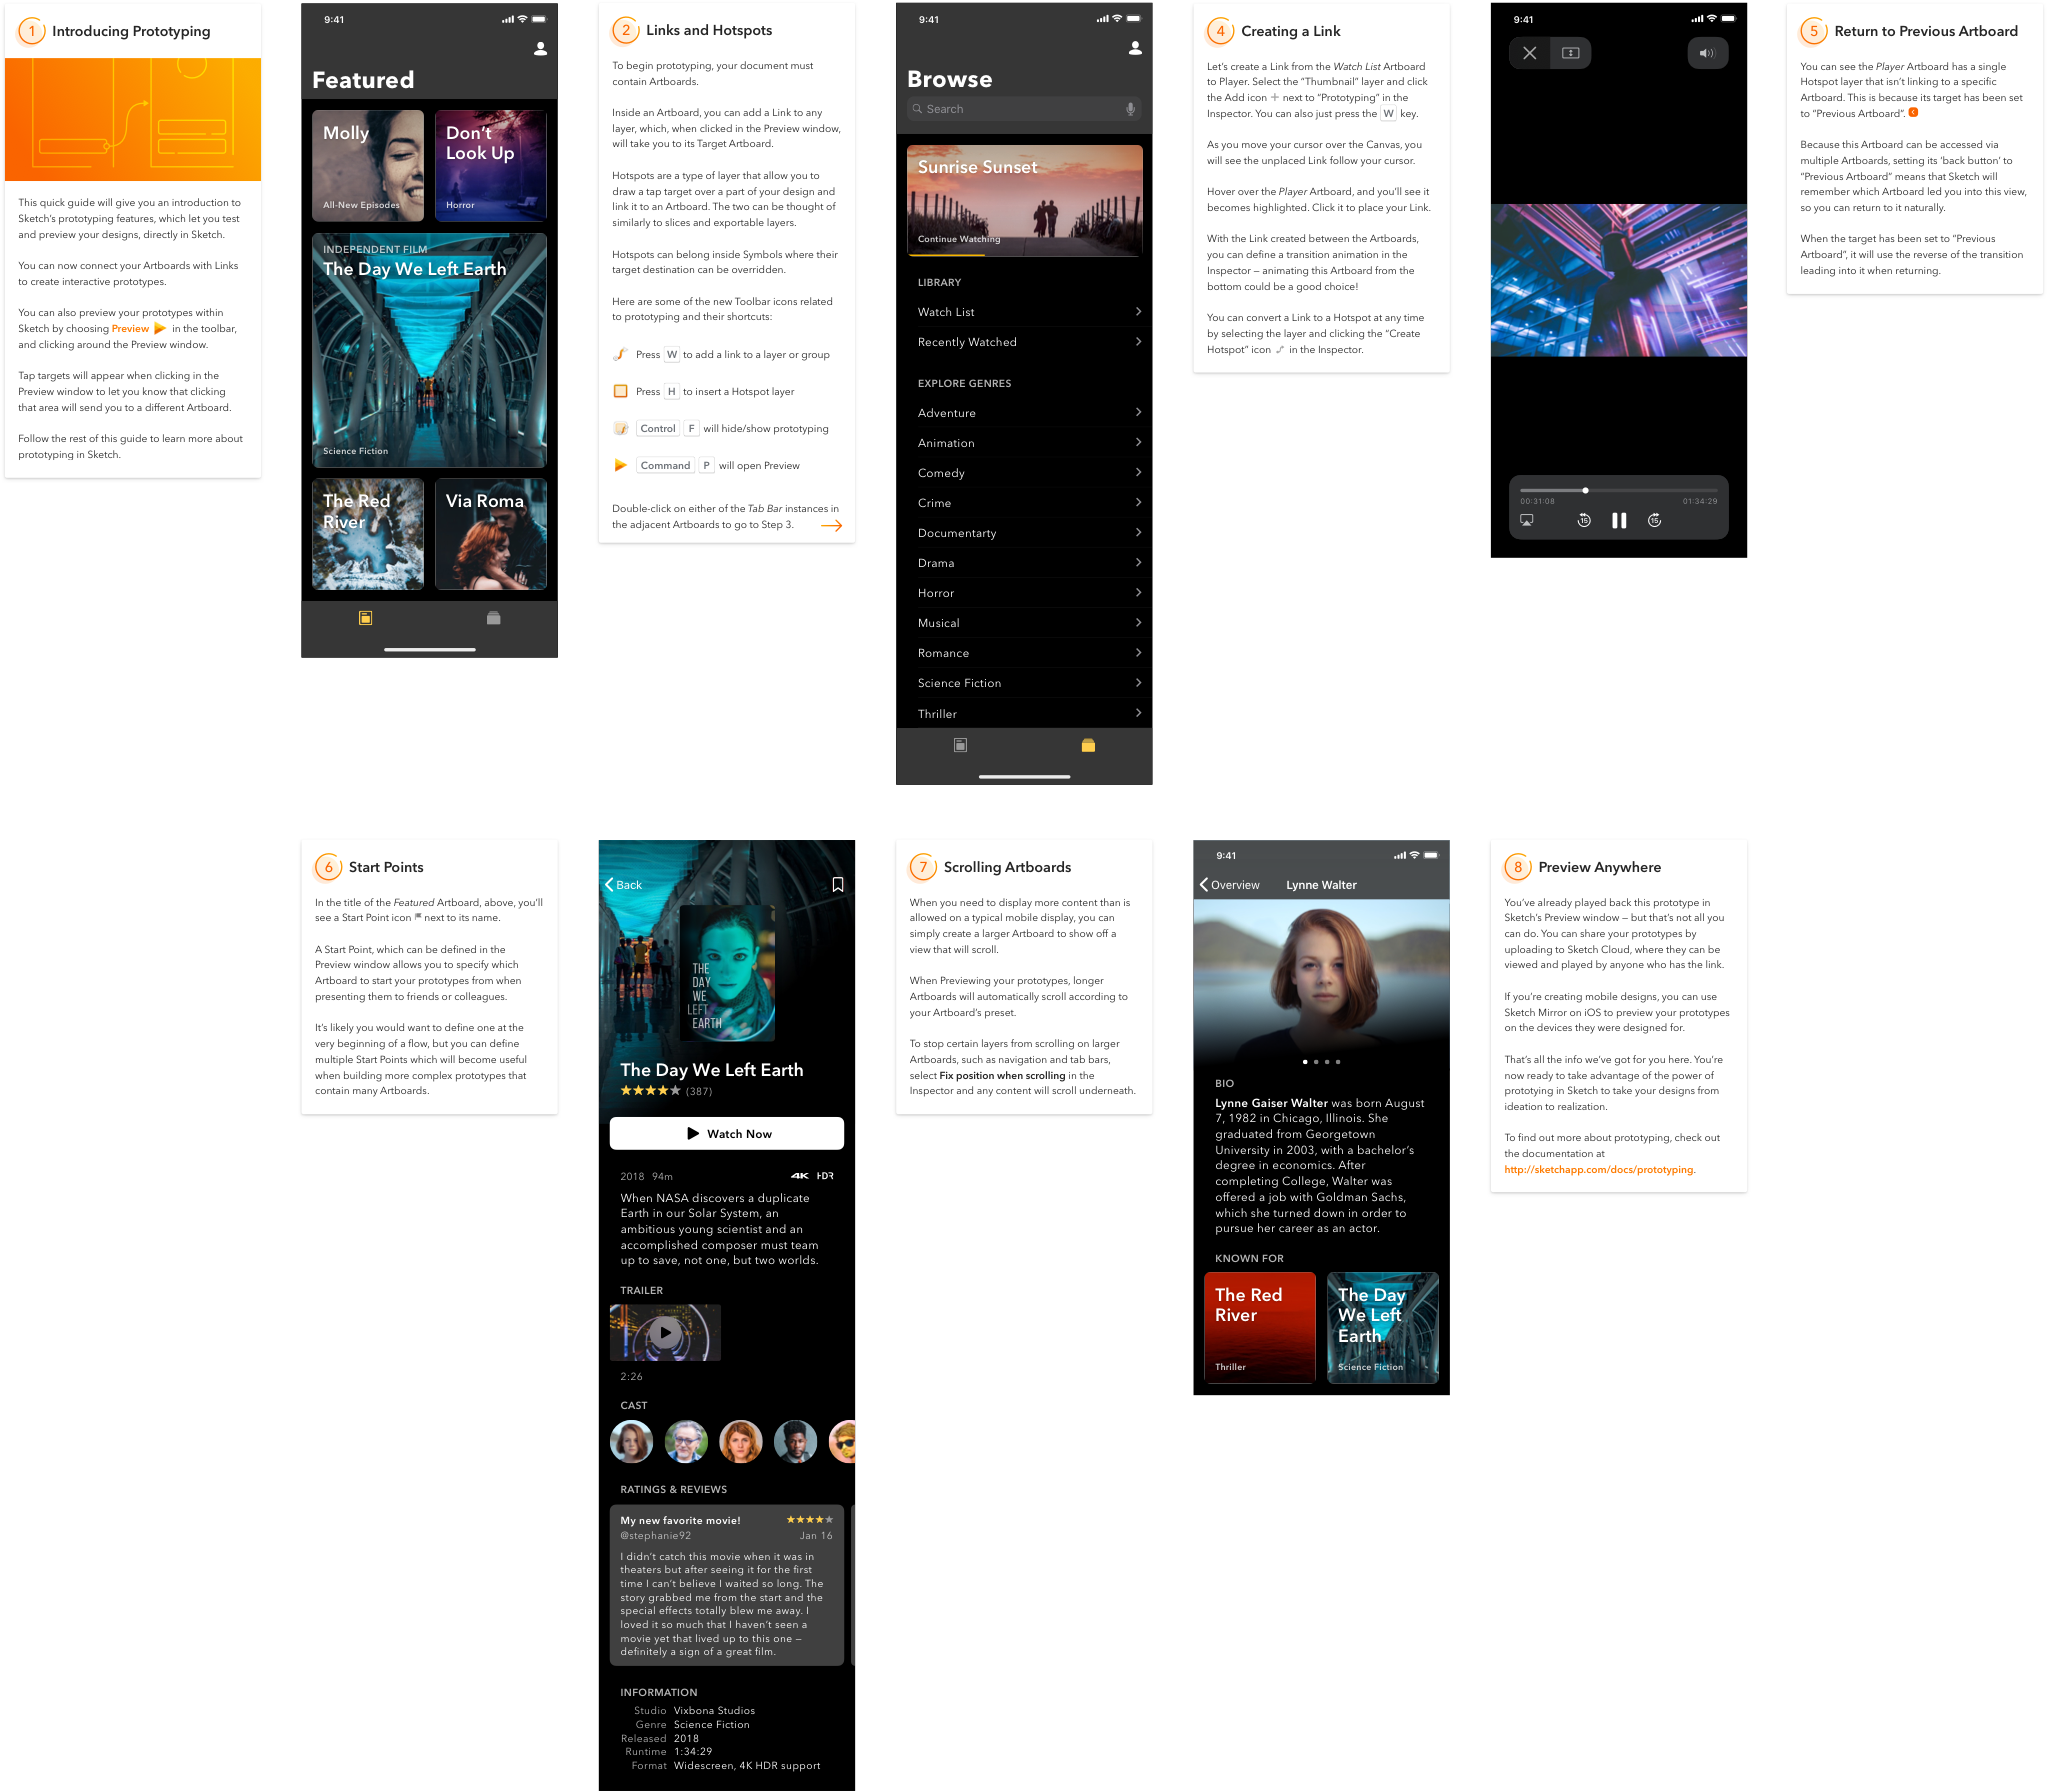 1 Introducing Prototyping
This quick guide will give you an introduction to
Sketch's prototyping features, which let you test
and preview your designs, directly in Sketch.
You can now connect your Artboards with Links
to create interactive prototypes.
You can also preview your prototypes within
Sketch by choosing Preview in the toolbar,
and clicking around the Preview window.
Tap targets will appear when clicking in the
Preview window to let you know that clicking
that area will send you to a different Artboard.
Follow the rest of this guide to learn more about
prototyping in Sketch.
9:41
Featured
Molly
All-New Episodes
Don't
Look Up
Horror
INDEPENDENT FILM
The Day We Left Earth
Science Fiction
The Red
River
Via Roma
2 Links and Hotspots
To begin prototyping, your document must
contain Artboards.
Inside an Artboard, you can add a Link to any
layer, which, when clicked in the Preview window,
will take you to its Target Artboard.
Hotspots are a type of layer that allow you to
draw a tap target over a part of your design and
link it to an Artboard. The two can be thought of
similarly to slices and exportable layers.
Hotspots can belong inside Symbols where their
target destination can be overridden.
Here are some of the new Toolbar icons related
to prototyping and their shortcuts:
Press W to add a link to a layer or group
Press H to insert a Hotspot layer
Control F will hide/show prototyping
Command P will open Preview
Double-click on either of the Tab Bar instances in
the adjacent Artboards to go to Step 3.
9:41
Browse
Search
Sunrise Sunset
Continue Watching
LIBRARY
Watch List
Recently Watched
EXPLORE GENRES
Adventure
Animation
Comedy
Crime
Documentarty
Drama
Horror
Musical
Romance
Science Fiction
Thriller
4 Creating a Link
Let's create a Link from the Watch List Artboard
to Player. Select the "Thumbnail" layer and click
the Add icon + next to "Prototyping" in the
Inspector. You can also just press the W key.
As you move your cursor over the Canvas, you
will see the unplaced Link follow your cursor.
Hover over the Player Artboard, and you'll see it
becomes highlighted. Click it to place your Link.
With the Link created between the Artboards,
you can define a transition animation in the
Inspector – animating this Artboard from the
bottom could be a good choice!
You can convert a Link to a Hotspot at any time
by selecting the layer and clicking the "Create
Hotspot" icon in the Inspector.
9:41
00:31:08
01:34:29
15
15
5 Return to Previous Artboard
You can see the Player Artboard has a single
Hotspot layer that isn't linking to a specific
Artboard. This is because its target has been set
to "Previous Artboard".
Because this Artboard can be accessed via
multiple Artboards, setting its 'back button' to
"Previous Artboard" means that Sketch will
remember which Artboard led you into this view,
so you can return to it naturally.
When the target has been set to "Previous
Artboard", it will use the reverse of the transition
leading into it when returning.
6 Start Points
In the title of the Featured Artboard, above, you'll
see a Start Point icon next to its name.
A Start Point, which can be defined in the
Preview window allows you to specify which
Artboard to start your prototypes from when
presenting them to friends or colleagues.
It's likely you would want to define one at the
very beginning of a flow, but you can define
multiple Start Points which will become useful
when building more complex prototypes that
contain many Artboards.
Back
THE
DAY
WE
LEFT
EARTH
The Day We Left Earth
(387)
Watch Now
2018 94m 4K HDR
When NASA discovers a duplicate
Earth in our Solar System, an
ambitious young scientist and an
accomplished composer must team
up to save, not one, but two worlds.
TRAILER
2:26
CAST
RATINGS & REVIEWS
My new favorite movie!
@stephanie92 Jan 16
I didn't catch this movie when it was in
theaters but after seeing it for the first
time I can't believe I waited so long. The
story grabbed me from the start and the
special effects totally blew me away. I
loved it so much that I haven't seen a
movie yet that lived up to this one –
definitely a sign of a great film.
INFORMATION
Studio Vixbona Studios
Genre Science Fiction
Released 2018
Runtime 1:34:29
Format Widescreen, 4K HDR support
7 Scrolling Artboards
When you need to display more content than is
allowed on a typical mobile display, you can
simply create a larger Artboard to show off a
view that will scroll.
When Previewing your prototypes, longer
Artboards will automatically scroll according to
your Artboard's preset.
To stop certain layers from scrolling on larger
Artboards, such as navigation and tab bars,
select Fix position when scrolling in the
Inspector and any content will scroll underneath.
9:41
Overview Lynne Walter
BIO
Lynne Gaiser Walter was born August
7, 1982 in Chicago, Illinois. She
graduated from Georgetown
University in 2003, with a bachelor's
degree in economics. After
completing College, Walter was
offered a job with Goldman Sachs,
which she turned down in order to
pursue her career as an actor.
KNOWN FOR
The Red
River
Thriller
The Day
We Left
Earth
Science Fiction
8 Preview Anywhere
You've already played back this prototype in
Sketch's Preview window – but that's not all you
can do. You can share your prototypes by
uploading to Sketch Cloud, where they can be
viewed and played by anyone who has the link.
If you're creating mobile designs, you can use
Sketch Mirror on iOS to preview your prototypes
on the devices they were designed for.
That's all the info we've got for you here. You're
now ready to take advantage of the power of
prototying in Sketch to take your designs from
ideation to realization.
To find out more about prototyping, check out
the documentation at
http://sketchapp.com/docs/prototyping.